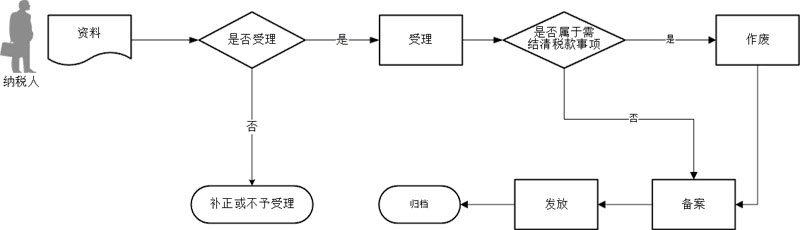 资料
纳税人
是否受理
是
受理
是否属于需
结清税款事项
是
作废
否
否
补正或不予受理
归档
发放
备案